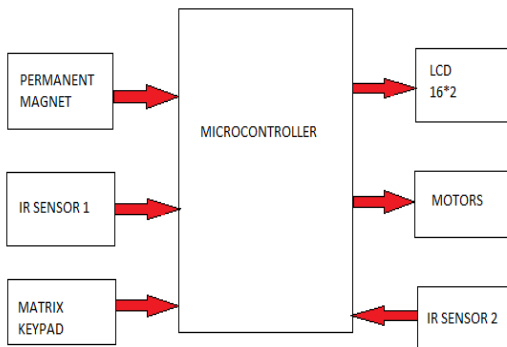 PERMANENT
MAGNET
IR SENSOR 1
MATRIX
KEYPAD
MICROCONTROLLER
LCD
16*2
MOTORS
IR SENSOR 2